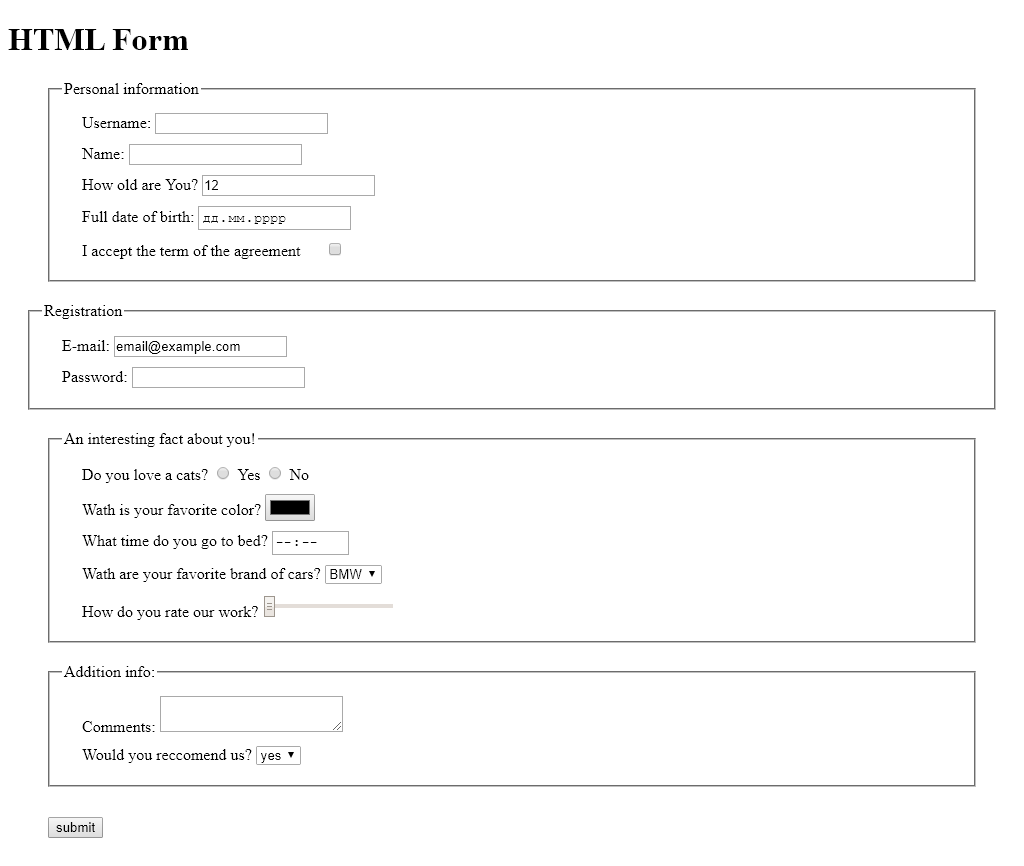 HTML Form
Personal information
Username:
Name:
How old are You? 12
Full date of birth: дд.мм.рррр
I accept the term of the agreement
Registration
E-mail: email@example.com
Password:
An interesting fact about you!
Do you love a cats? Yes No
Wath is your favorite color?
What time do you go to bed? --:--
Wath are your favorite brand of cars? BMW
How do you rate our work?
Addition info:
Comments:
Would you reccomend us? yes
submit